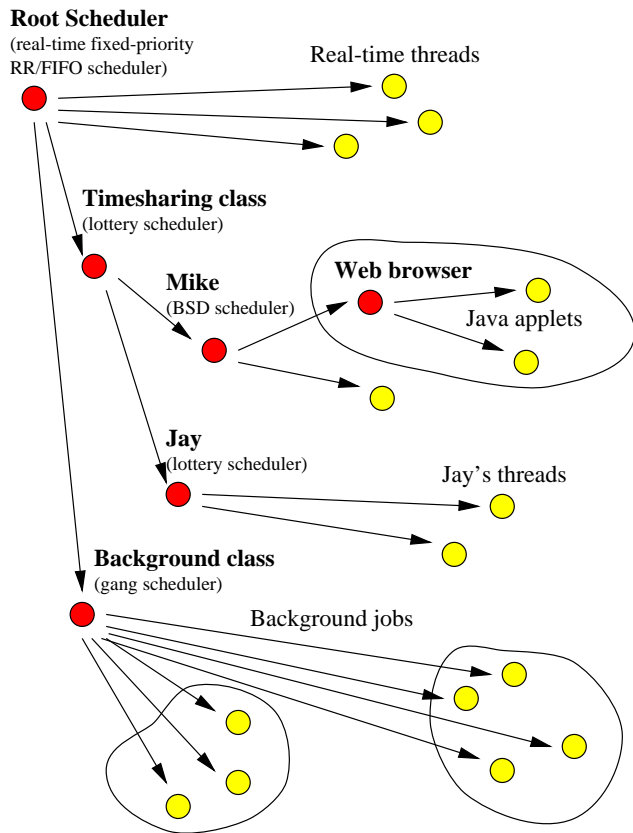 Root Scheduler
(real-time fixed-priority
RR/FIFO scheduler)
Real-time threads
Timesharing class
(lottery scheduler)
Mike
(BSD scheduler)
Web browser
Java applets
Jay
(lottery scheduler)
Jay's threads
Background class
(gang scheduler)
Background jobs